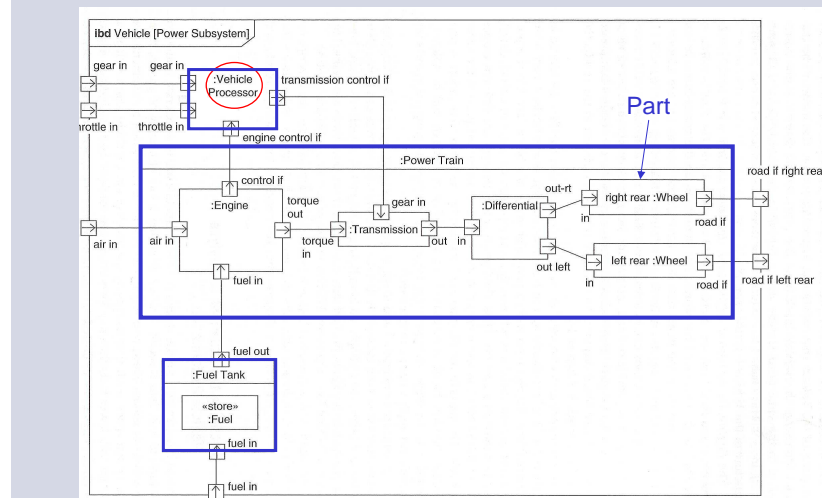 ibd Vehicle [Power Subsystem]
gear in
gear in
:Vehicle
Processor
transmission control if
Part
throttle in
engine control if
:Power Train
control if
:Engine
torque
out
gear in
out-rt
:Differential
right rear :Wheel
road if right rea
air in
air in
torque
in
:Transmission
out
in
in
road if
fuel in
out left
left rear :Wheel
in
road if
road if left rear
fuel out
:Fuel Tank
«store»
:Fuel
fuel in
fuel in